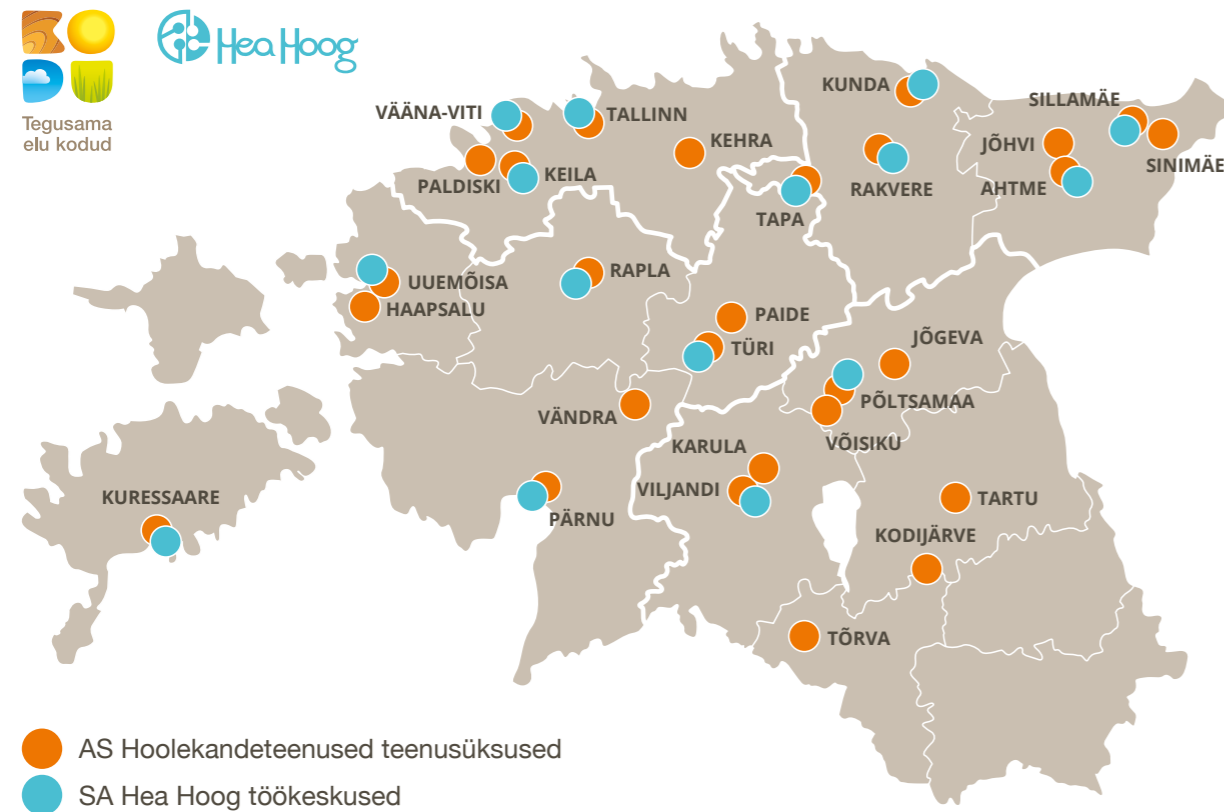 KODU
Hea Hoog
Tegusama
elu kodud
VÄÄNA-VITI
TALLINN
KUNDA
SILLAMÄE
KEHRA
JÕHVI
SINIMÄE
PALDISKI
KEILA
RAKVERE
AHTME
TAPA
UUEMÕISA
RAPLA
HAAPSALU
PAIDE
TÜRI
JÕGEVA
PÕLTSAMAA
VÄNDRA
VÕISIKU
KARULA
KURESSAARE
VILJANDI
TARTU
PÄRNU
KODIJÄRVE
TÕRVA
AS Hoolekandeteenused teenusüksused
SA Hea Hoog töökeskused